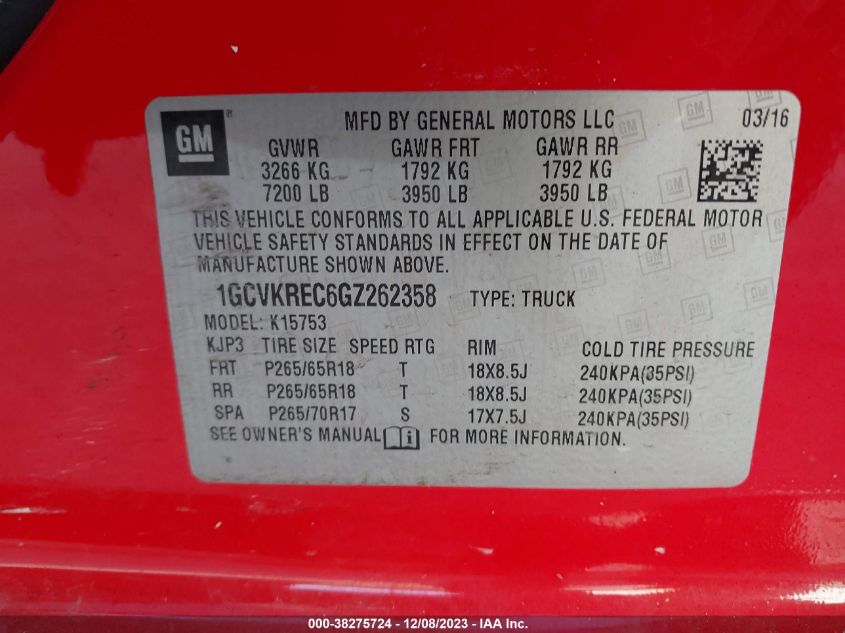 GM ® MFD BY GENERAL MOTORS LLC 03/16
GVWR GAWR FRT GAWR RR
3266 KG 1792 KG 1792 KG
7200 LB 3950 LB 3950 LB
THIS VEHICLE CONFORMS TO ALL APPLICABLE U.S. FEDERAL MOTOR
VEHICLE SAFETY STANDARDS IN EFFECT ON THE DATE OF
MANUFACTURE SHOWN ABOVE.
1GCVKREC6GZ262358 TYPE: TRUCK
MODEL: K15753
KJP3 TIRE SIZE SPEED RTG RIM COLD TIRE PRESSURE
FRT P265/65R18 T 18X8.5J 240KPA(35PSI)
RR P265/65R18 T 18X8.5J 240KPA(35PSI)
SPA P265/70R17 S 17X7.5J 240KPA(35PSI)
SEE OWNER'S MANUAL i FOR MORE INFORMATION.
000-38275724 - 12/08/2023 - IAA Inc.